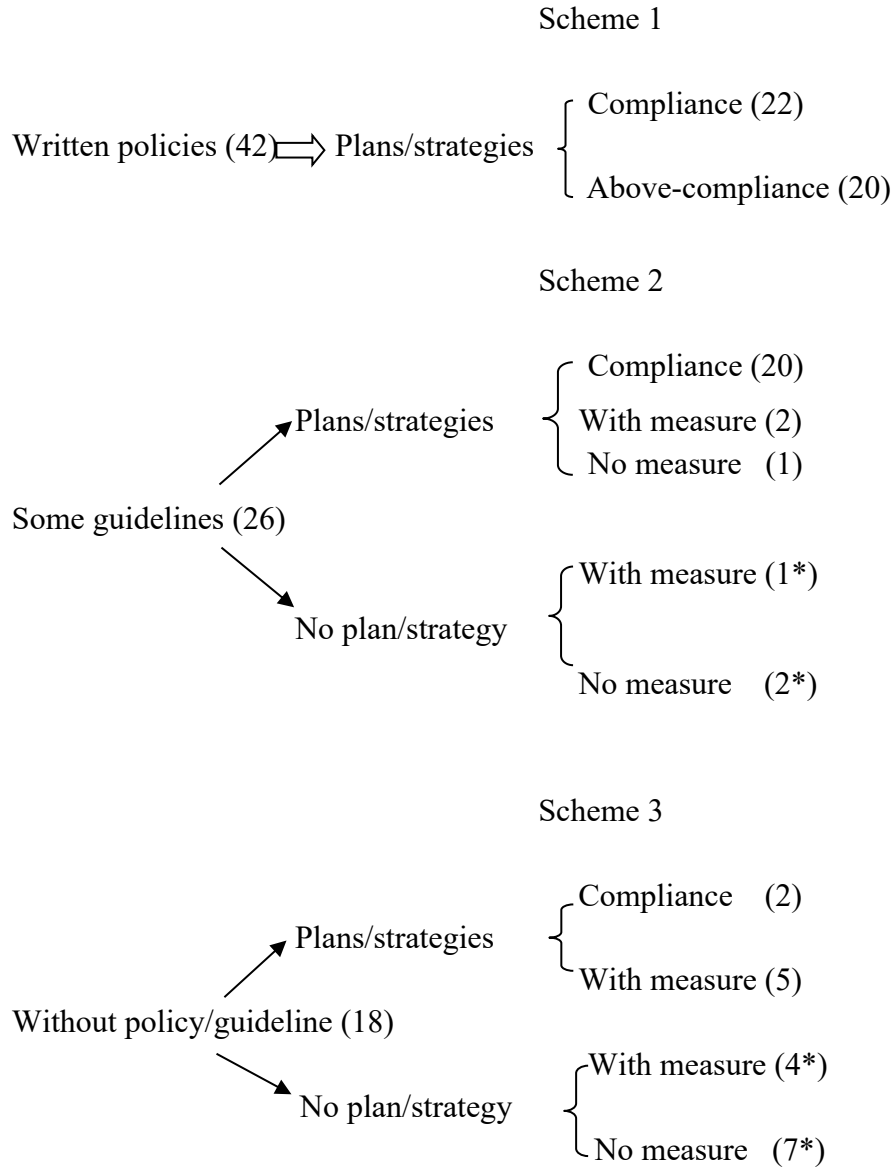 Scheme 1
Compliance (22)
Written policies (42) Plans/strategies
Above-compliance (20)
Scheme 2
Compliance (20)
Plans/strategies With measure (2)
No measure (1)
Some guidelines (26)
With measure (1*)
No plan/strategy
No measure (2*)
Scheme 3
Compliance (2)
Plans/strategies
With measure (5)
Without policy/guideline (18)
With measure (4*)
No plan/strategy
No measure (7*)